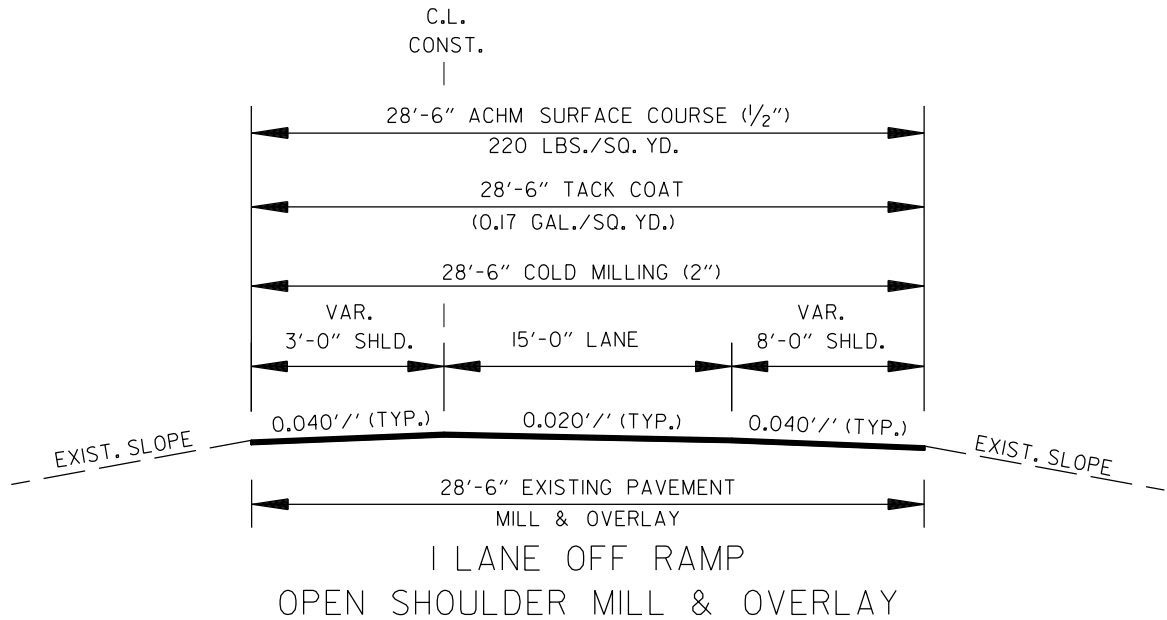 C.L.
CONST.
28'-6" ACHM SURFACE COURSE (1/2")
220 LBS./SQ. YD.
28'-6" TACK COAT
(0.17 GAL./SQ. YD.)
28'-6" COLD MILLING (2")
VAR.
3'-0" SHLD.
15'-0" LANE
VAR.
8'-0" SHLD.
EXIST. SLOPE
0.040'/' (TYP.)
0.020'/' (TYP.)
0.040'/' (TYP.)
EXIST. SLOPE
28'-6" EXISTING PAVEMENT
MILL & OVERLAY
1 LANE OFF RAMP
OPEN SHOULDER MILL & OVERLAY